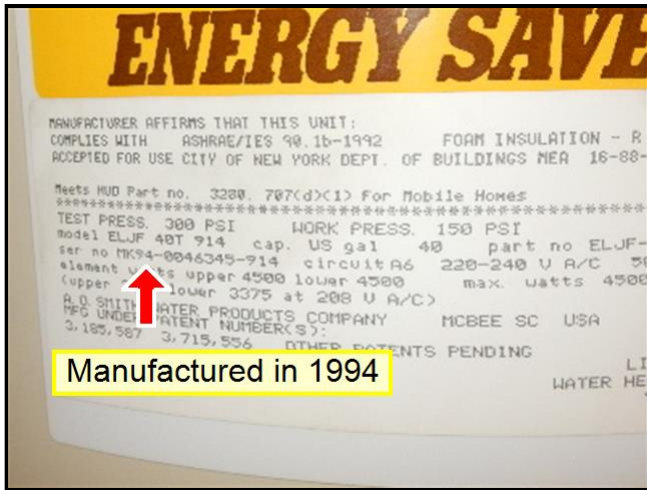 ENERGY SAVE
MANUFACTURER AFFIRMS THAT THIS UNIT:
COMPLIES WITH ASHRAE/IES 90.1b-1992 FOAM INSULATION - R
ACCEPTED FOR USE CITY OF NEW YORK DEPT. OF BUILDINGS MEA 16-88-
Meets HUD Part no. 3280. 707(d)(1) For Mobile Homes
TEST PRESS. 300 PSI WORK PRESS. 150 PSI
model ELJF 40T 914 cap. US gal 40 part no ELJF-
ser no MK94-0046345-914 circuit A6 220-240 V A/C 50
element watts upper 4500 lower 4500 max. watts 4500
(upper lower 3375 at 208 V A/C)
A.O. SMITH WATER PRODUCTS COMPANY MCBEE SC USA
MFG UNDER PATENT NUMBER(S):
3,185,587 3,715,556 OTHER PATENTS PENDING
LI
WATER HE
Manufactured in 1994